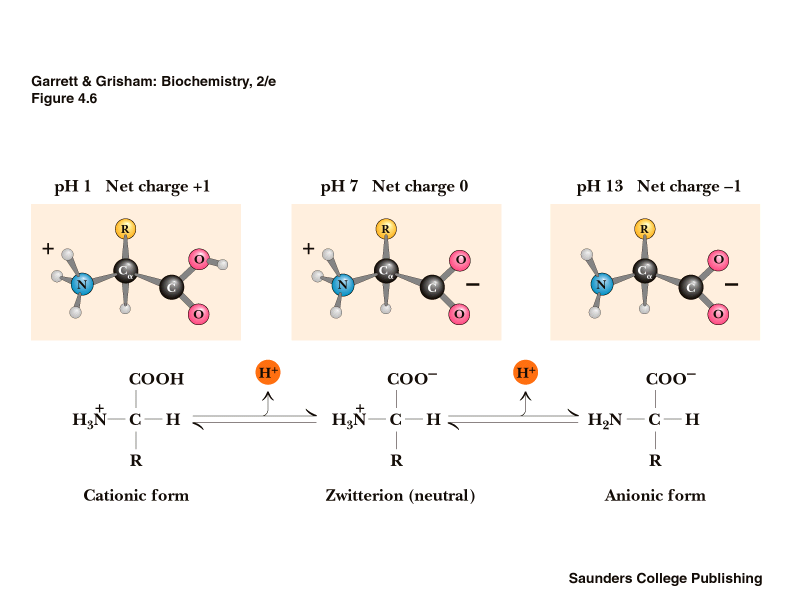 Garrett & Grisham: Biochemistry, 2/e
Figure 4.6
pH 1 Net charge +1
pH 7 Net charge 0
pH 13 Net charge –1
+
R
N
Cα
C
O
O
+
R
N
Cα
C
O
O
–
R
N
Cα
C
O
O
–
COOH
H₃N⁺—C—H
R
H⁺
COO⁻
H₃N⁺—C—H
R
H⁺
COO⁻
H₂N—C—H
R
Cationic form
Zwitterion (neutral)
Anionic form
Saunders College Publishing